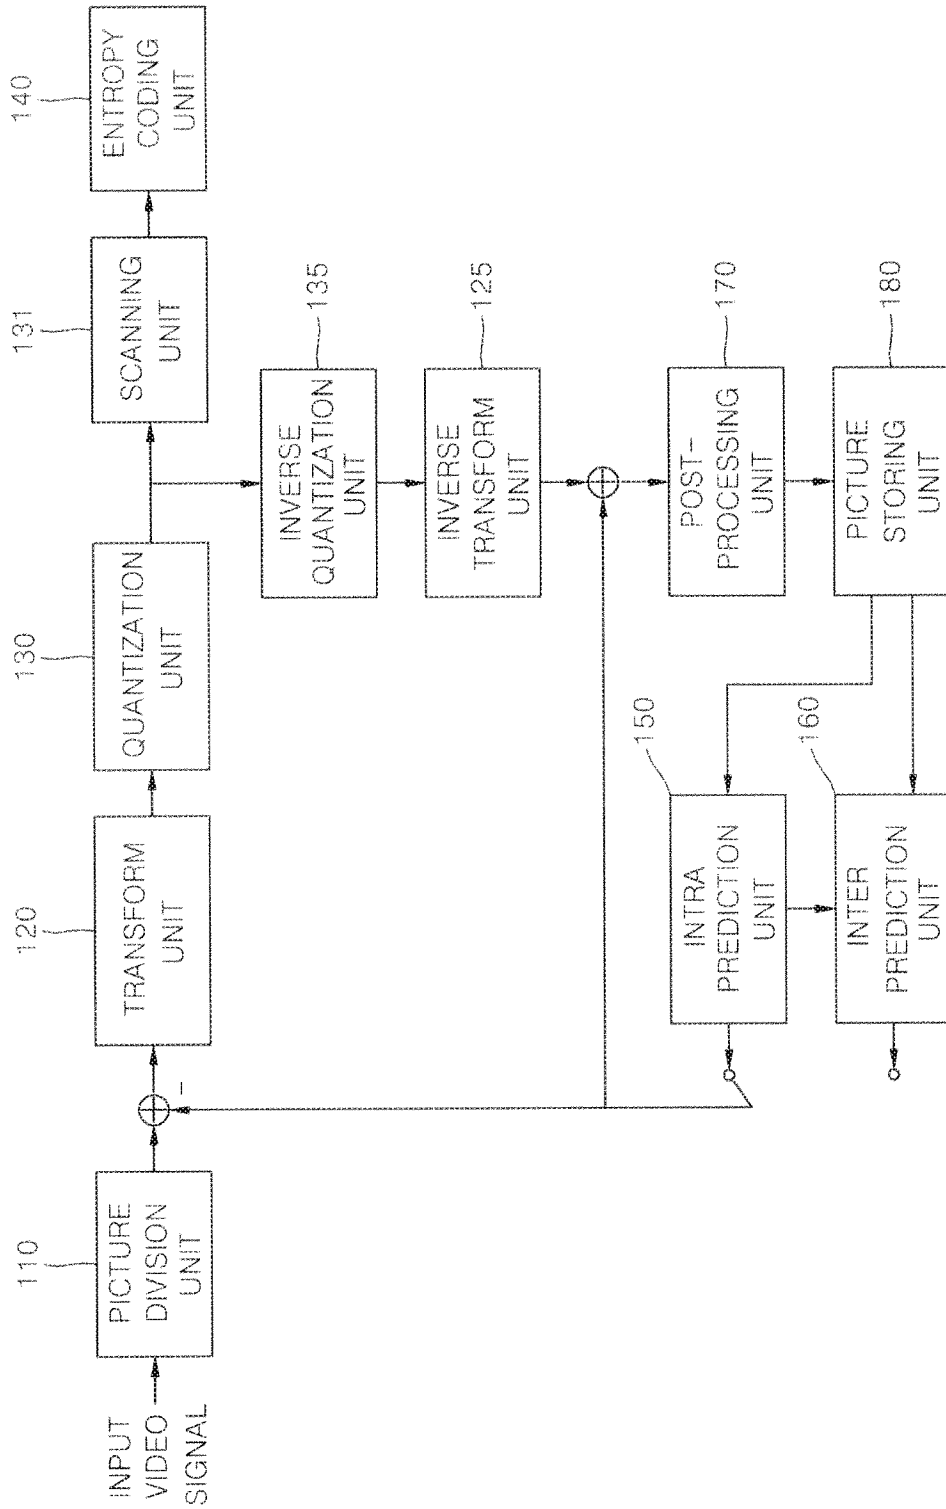 110
120
130
131
140
INPUT
VIDEO
SIGNAL
PICTURE
DIVISION
UNIT
−
TRANSFORM
UNIT
QUANTIZATION
UNIT
SCANNING
UNIT
ENTROPY
CODING
UNIT
INVERSE
QUANTIZATION
UNIT
135
INVERSE
TRANSFORM
UNIT
125
150
INTRA
PREDICTION
UNIT
POST-
PROCESSING
UNIT
170
160
INTER
PREDICTION
UNIT
PICTURE
STORING
UNIT
180